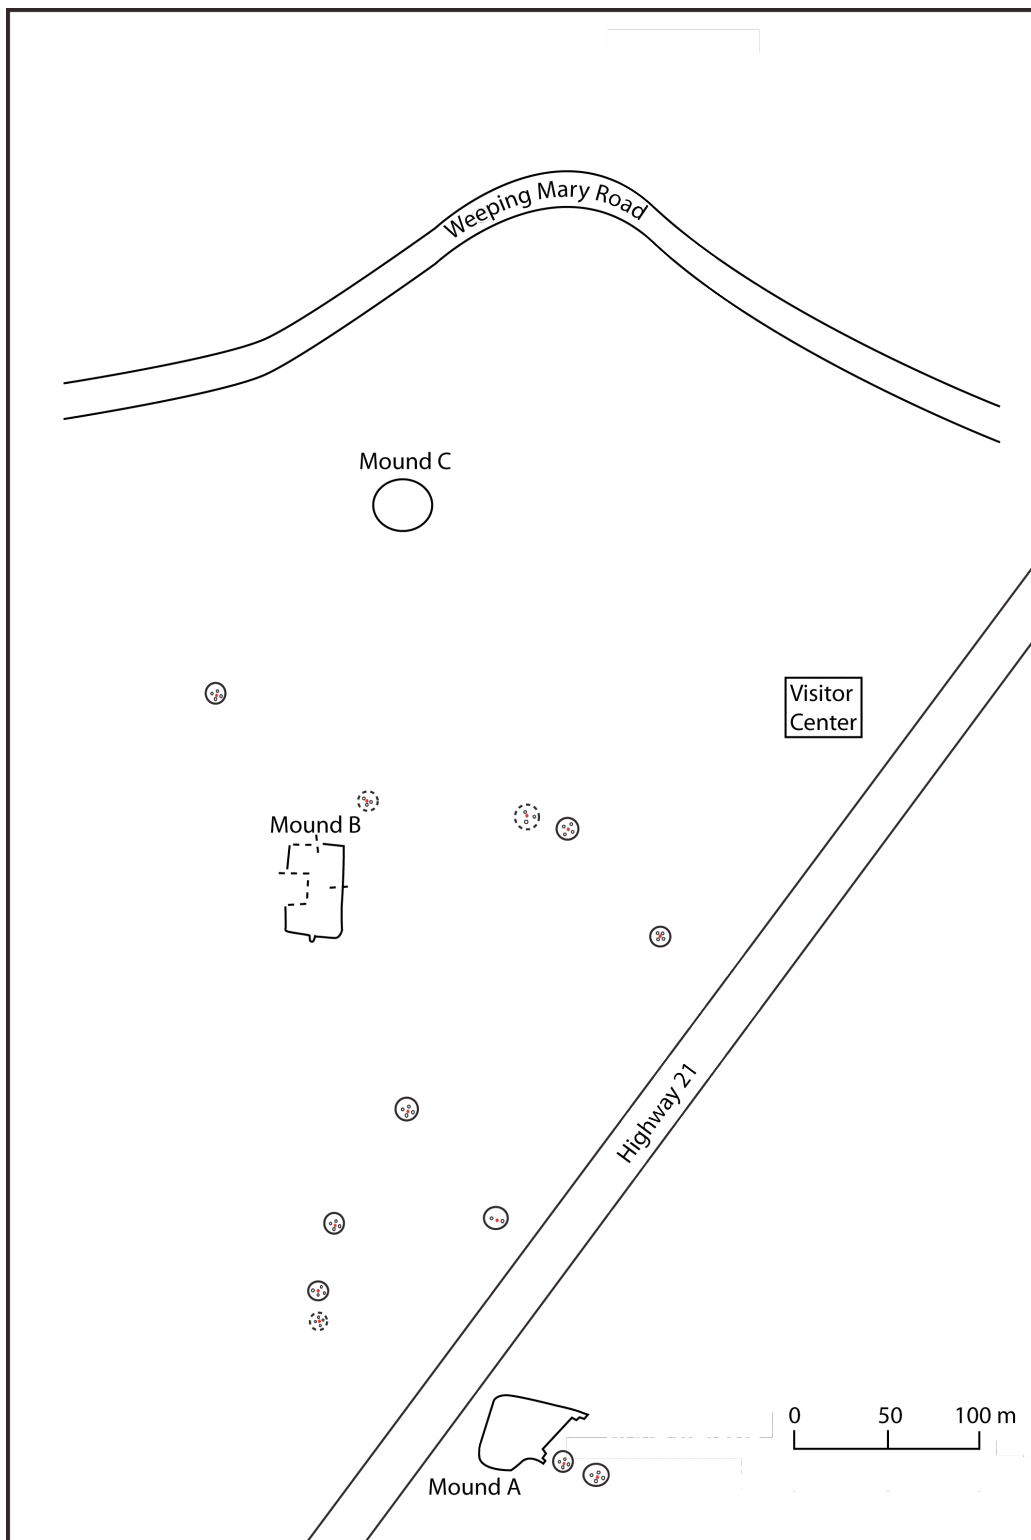 Weeping Mary Road
Mound C
Visitor
Center
Mound B
Highway 21
0 50 100 m
Mound A